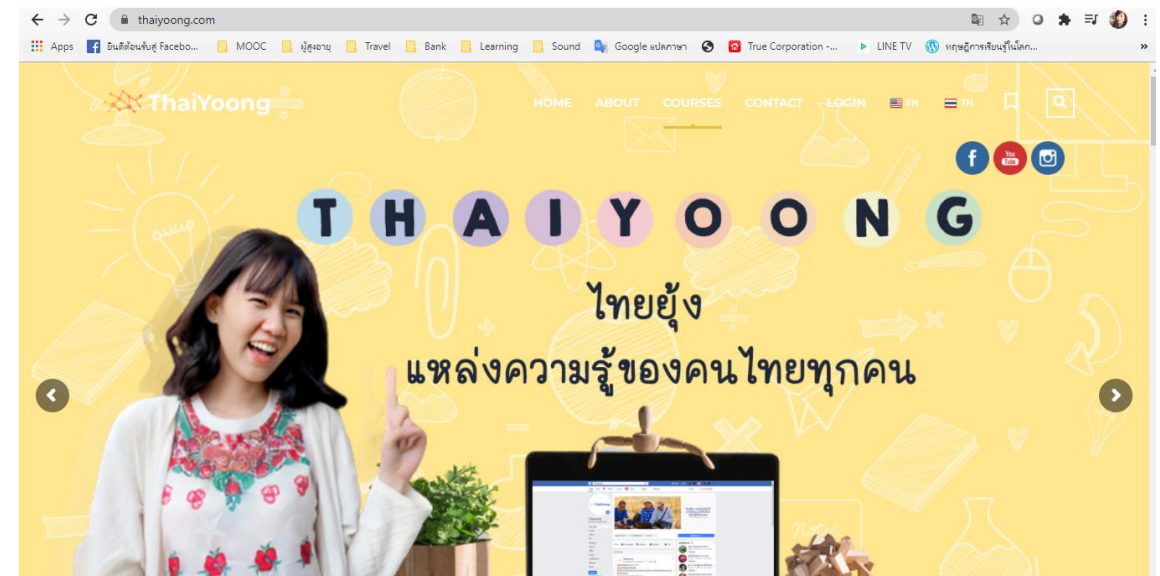 thaiyoong.com
Apps ยินดีต้อนรับสู่ Facebo... MOOC ผู้สูงอายุ Travel Bank Learning Sound Google แปลภาษา True Corporation -... LINE TV ทฤษฎีการเรียนรู้ในโลก... »
ThaiYoong
HOME ABOUT COURSES CONTACT LOGIN EN TH
You Tube
THAIYOONG
ไทยยุ้ง
แหล่งความรู้ของคนไทยทุกคน